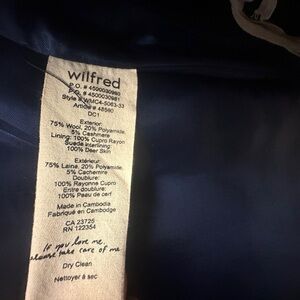 wilfred
P.O. # 4500030980
P.O. # 4500030981
Style # WMC4-5063-33
Article # 48560
DC1
Exterior:
75% Wool, 20% Polyamide,
5% Cashmere
Lining: 100% Cupro Rayon
Suede Interlining:
100% Deer Skin
Extérieur:
75% Laine, 20% Polyamide,
5% Cachemire
Doublure:
100% Rayonne Cupro
Entre doublure:
100% Peau de cerf
Made in Cambodia
Fabriqué en Cambodge
CA 23725
RN 122354
If you love me,
please take care of me
Dry Clean
Nettoyer à sec